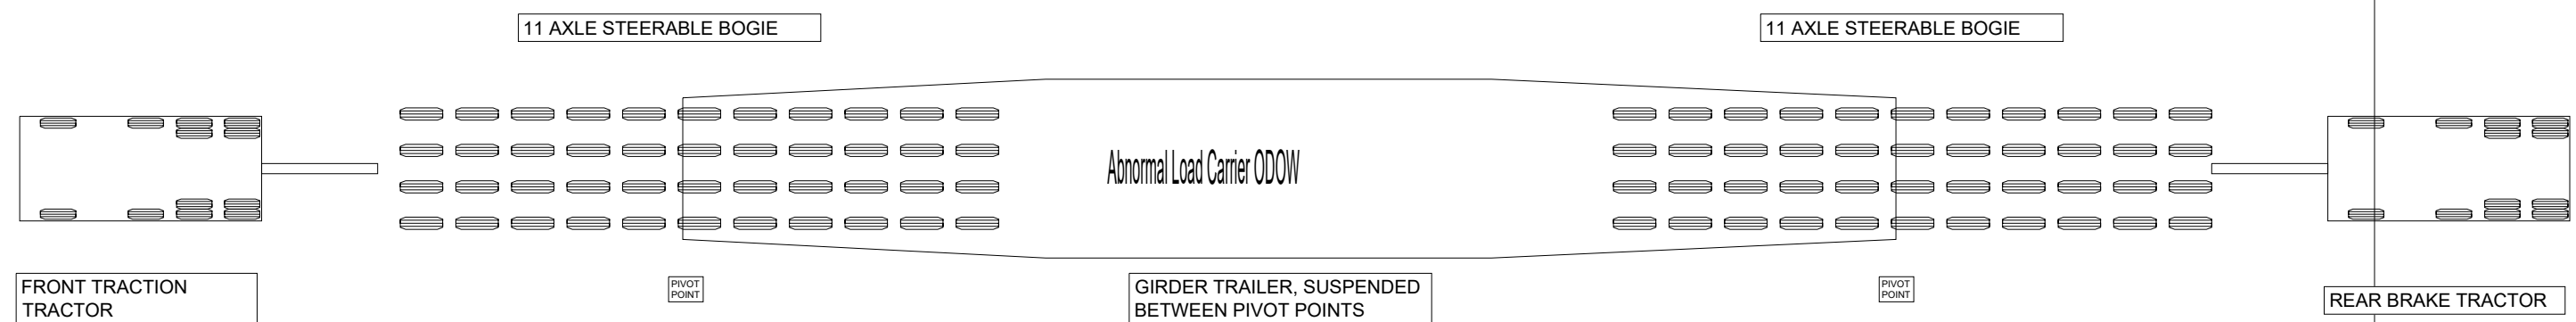 11 AXLE STEERABLE BOGIE
11 AXLE STEERABLE BOGIE
Abnormal Load Carrier ODOW
FRONT TRACTION
TRACTOR
PIVOT
POINT
GIRDER TRAILER, SUSPENDED
BETWEEN PIVOT POINTS
PIVOT
POINT
REAR BRAKE TRACTOR